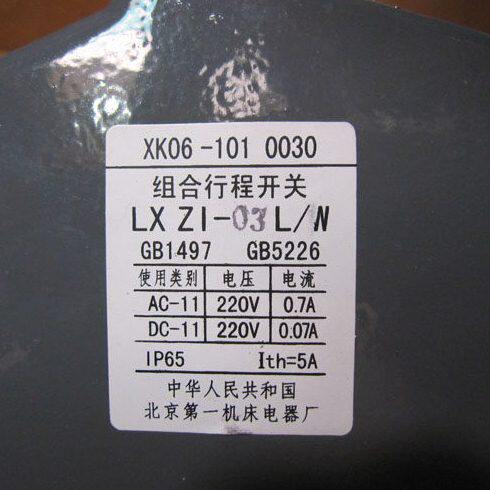 XK06-101 0030
组合行程开关
LX Z1-03L/N
GB1497 GB5226
使用类别 电压 电流
AC-11 220V 0.7A
DC-11 220V 0.07A
IP65 Ith=5A
中华人民共和国
北京第一机床电器厂